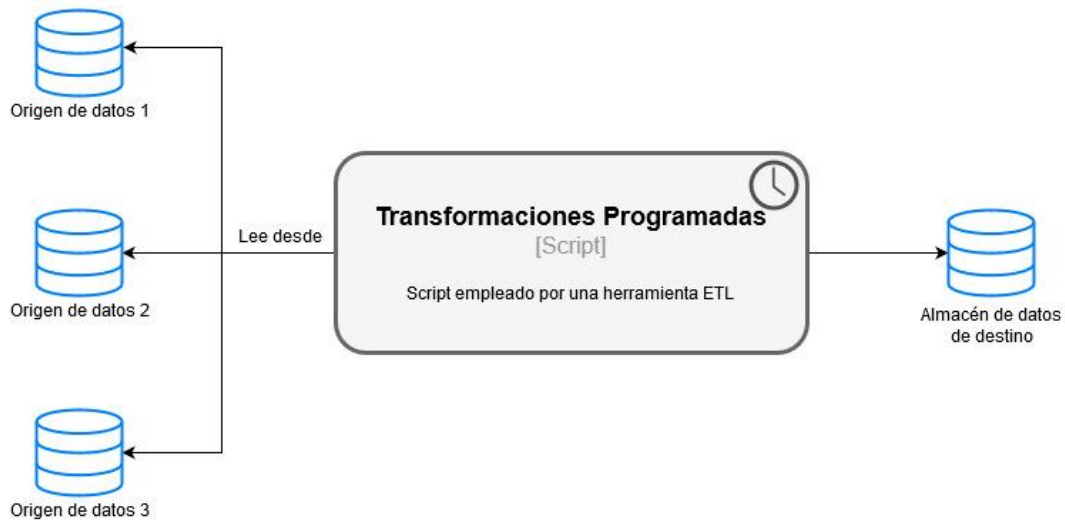 Origen de datos 1
Origen de datos 2
Origen de datos 3
Lee desde
Transformaciones Programadas
[Script]
Script empleado por una herramienta ETL
Almacén de datos
de destino